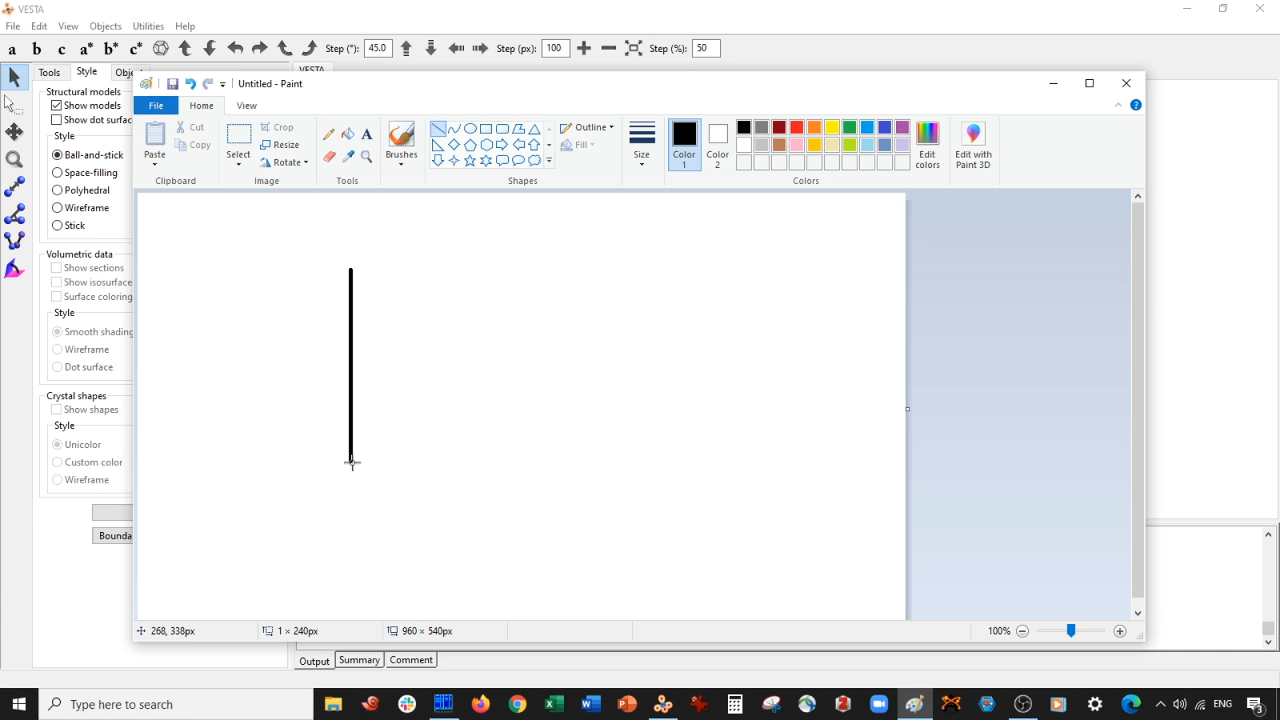 VESTA
File Edit View Objects Utilities Help
a b c a* b* c* Step (°): 45.0 Step (px): 100 Step (%): 50
Tools Style Obj VESTA
Untitled - Paint
File Home View
Structural models
Show models
Show dot surfac
Style
Ball-and-stick
Space-filling
Polyhedral
Wireframe
Stick
Volumetric data
Show sections
Show isosurface
Surface coloring
Style
Smooth shading
Wireframe
Dot surface
Crystal shapes
Show shapes
Style
Unicolor
Custom color
Wireframe
Bounda
Paste
Cut
Copy
Clipboard
Select
Crop
Resize
Rotate
Image
A
Tools
Brushes
Outline
Fill
Shapes
Size
Color 1
Color 2
Edit colors
Colors
Edit with Paint 3D
268, 338px 1 × 240px 960 × 540px 100%
Output Summary Comment
Type here to search
ENG
3